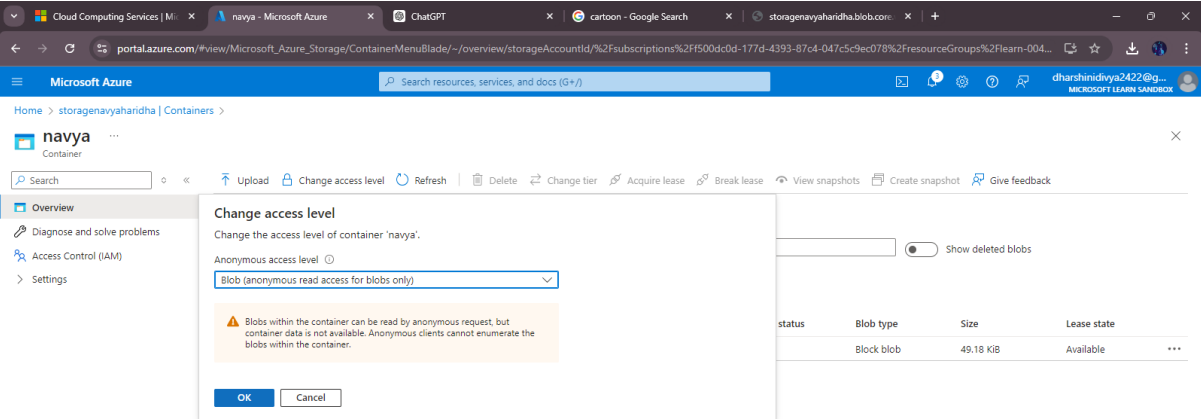 Cloud Computing Services | Mic
navya - Microsoft Azure
ChatGPT
cartoon - Google Search
storagenavyaharidha.blob.core.
portal.azure.com/#view/Microsoft_Azure_Storage/ContainerMenuBlade/~/overview/storageAccountId/%2Fsubscriptions%2Ff500dc0d-177d-4393-87c4-047c5c9ec078%2FresourceGroups%2Flearn-004...
Microsoft Azure
Search resources, services, and docs (G+/)
3
dharshinidivya2422@g...
MICROSOFT LEARN SANDBOX
Home > storagenavyaharidha | Containers >
navya ...
Container
Search
Upload Change access level Refresh Delete Change tier Acquire lease Break lease View snapshots Create snapshot Give feedback
Overview
Diagnose and solve problems
Access Control (IAM)
Settings
Change access level
Change the access level of container 'navya'.
Anonymous access level
Blob (anonymous read access for blobs only)
Blobs within the container can be read by anonymous request, but
container data is not available. Anonymous clients cannot enumerate the
blobs within the container.
OK Cancel
Show deleted blobs
status Blob type Size Lease state
Block blob 49.18 KiB Available ...